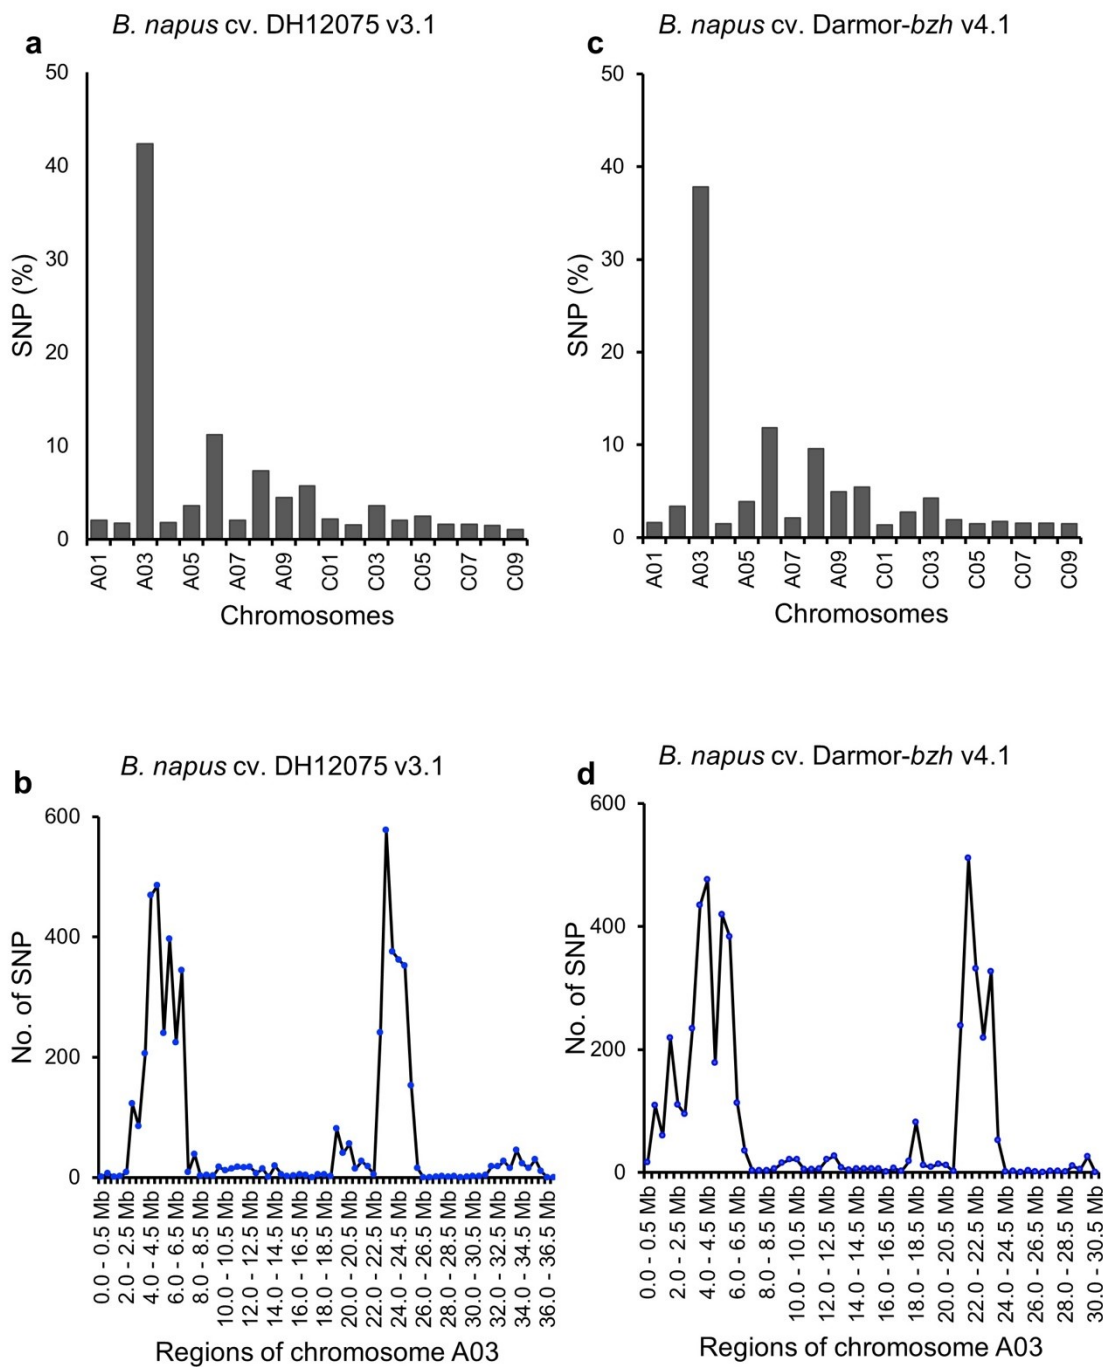 a
B. napus cv. DH12075 v3.1
SNP (%)
50
40
30
20
10
0
A01
A03
A05
A07
A09
C01
C03
C05
C07
C09
Chromosomes
c
B. napus cv. Darmor-bzh v4.1
SNP (%)
50
40
30
20
10
0
A01
A03
A05
A07
A09
C01
C03
C05
C07
C09
Chromosomes
b
B. napus cv. DH12075 v3.1
No. of SNP
600
400
200
0
0.0 - 0.5 Mb
2.0 - 2.5 Mb
4.0 - 4.5 Mb
6.0 - 6.5 Mb
8.0 - 8.5 Mb
10.0 - 10.5 Mb
12.0 - 12.5 Mb
14.0 - 14.5 Mb
16.0 - 16.5 Mb
18.0 - 18.5 Mb
20.0 - 20.5 Mb
22.0 - 22.5 Mb
24.0 - 24.5 Mb
26.0 - 26.5 Mb
28.0 - 28.5 Mb
30.0 - 30.5 Mb
32.0 - 32.5 Mb
34.0 - 34.5 Mb
36.0 - 36.5 Mb
Regions of chromosome A03
d
B. napus cv. Darmor-bzh v4.1
No. of SNP
600
400
200
0
0.0 - 0.5 Mb
2.0 - 2.5 Mb
4.0 - 4.5 Mb
6.0 - 6.5 Mb
8.0 - 8.5 Mb
10.0 - 10.5 Mb
12.0 - 12.5 Mb
14.0 - 14.5 Mb
16.0 - 16.5 Mb
18.0 - 18.5 Mb
20.0 - 20.5 Mb
22.0 - 22.5 Mb
24.0 - 24.5 Mb
26.0 - 26.5 Mb
28.0 - 28.5 Mb
30.0 - 30.5 Mb
Regions of chromosome A03